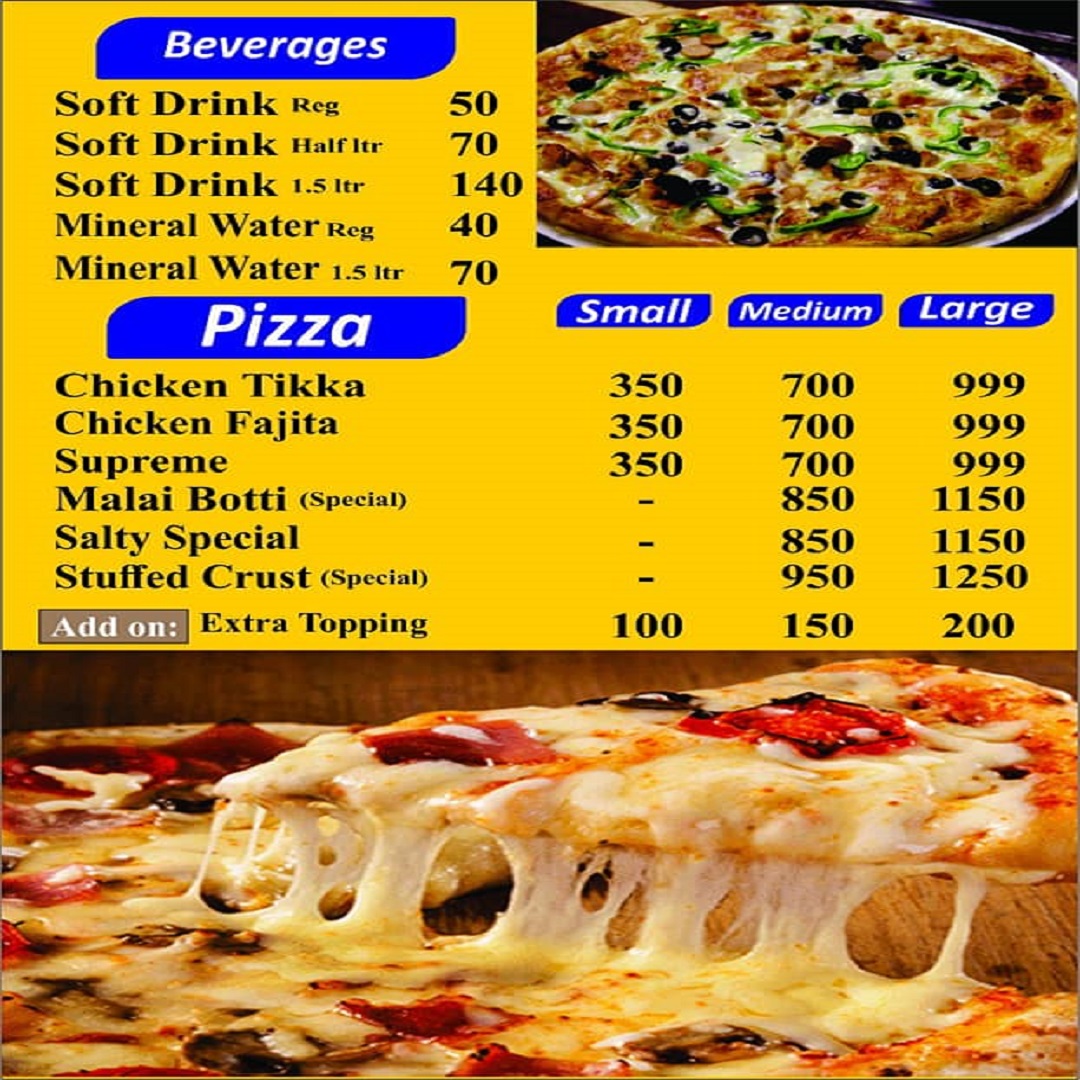 Beverages
Soft Drink Reg 50
Soft Drink Half ltr 70
Soft Drink 1.5 ltr 140
Mineral Water Reg 40
Mineral Water 1.5 ltr 70
Pizza Small Medium Large
Chicken Tikka 350 700 999
Chicken Fajita 350 700 999
Supreme 350 700 999
Malai Botti (Special) - 850 1150
Salty Special - 850 1150
Stuffed Crust (Special) - 950 1250
Add on: Extra Topping 100 150 200